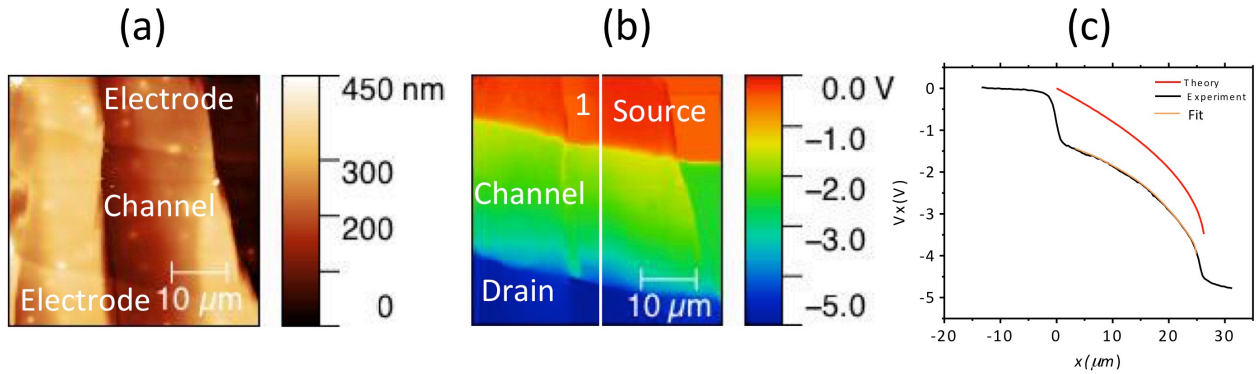 (a)
Electrode
Channel
Electrode
10 μm
450 nm
300
200
0
(b)
1
Source
Channel
Drain
10 μm
0.0 V
−1.0
−2.0
−3.0
−5.0
(c)
Theory
Experiment
Fit
Vx(V)
0
-1
-2
-3
-4
-5
-20
-10
0
10
20
30
x(μm)